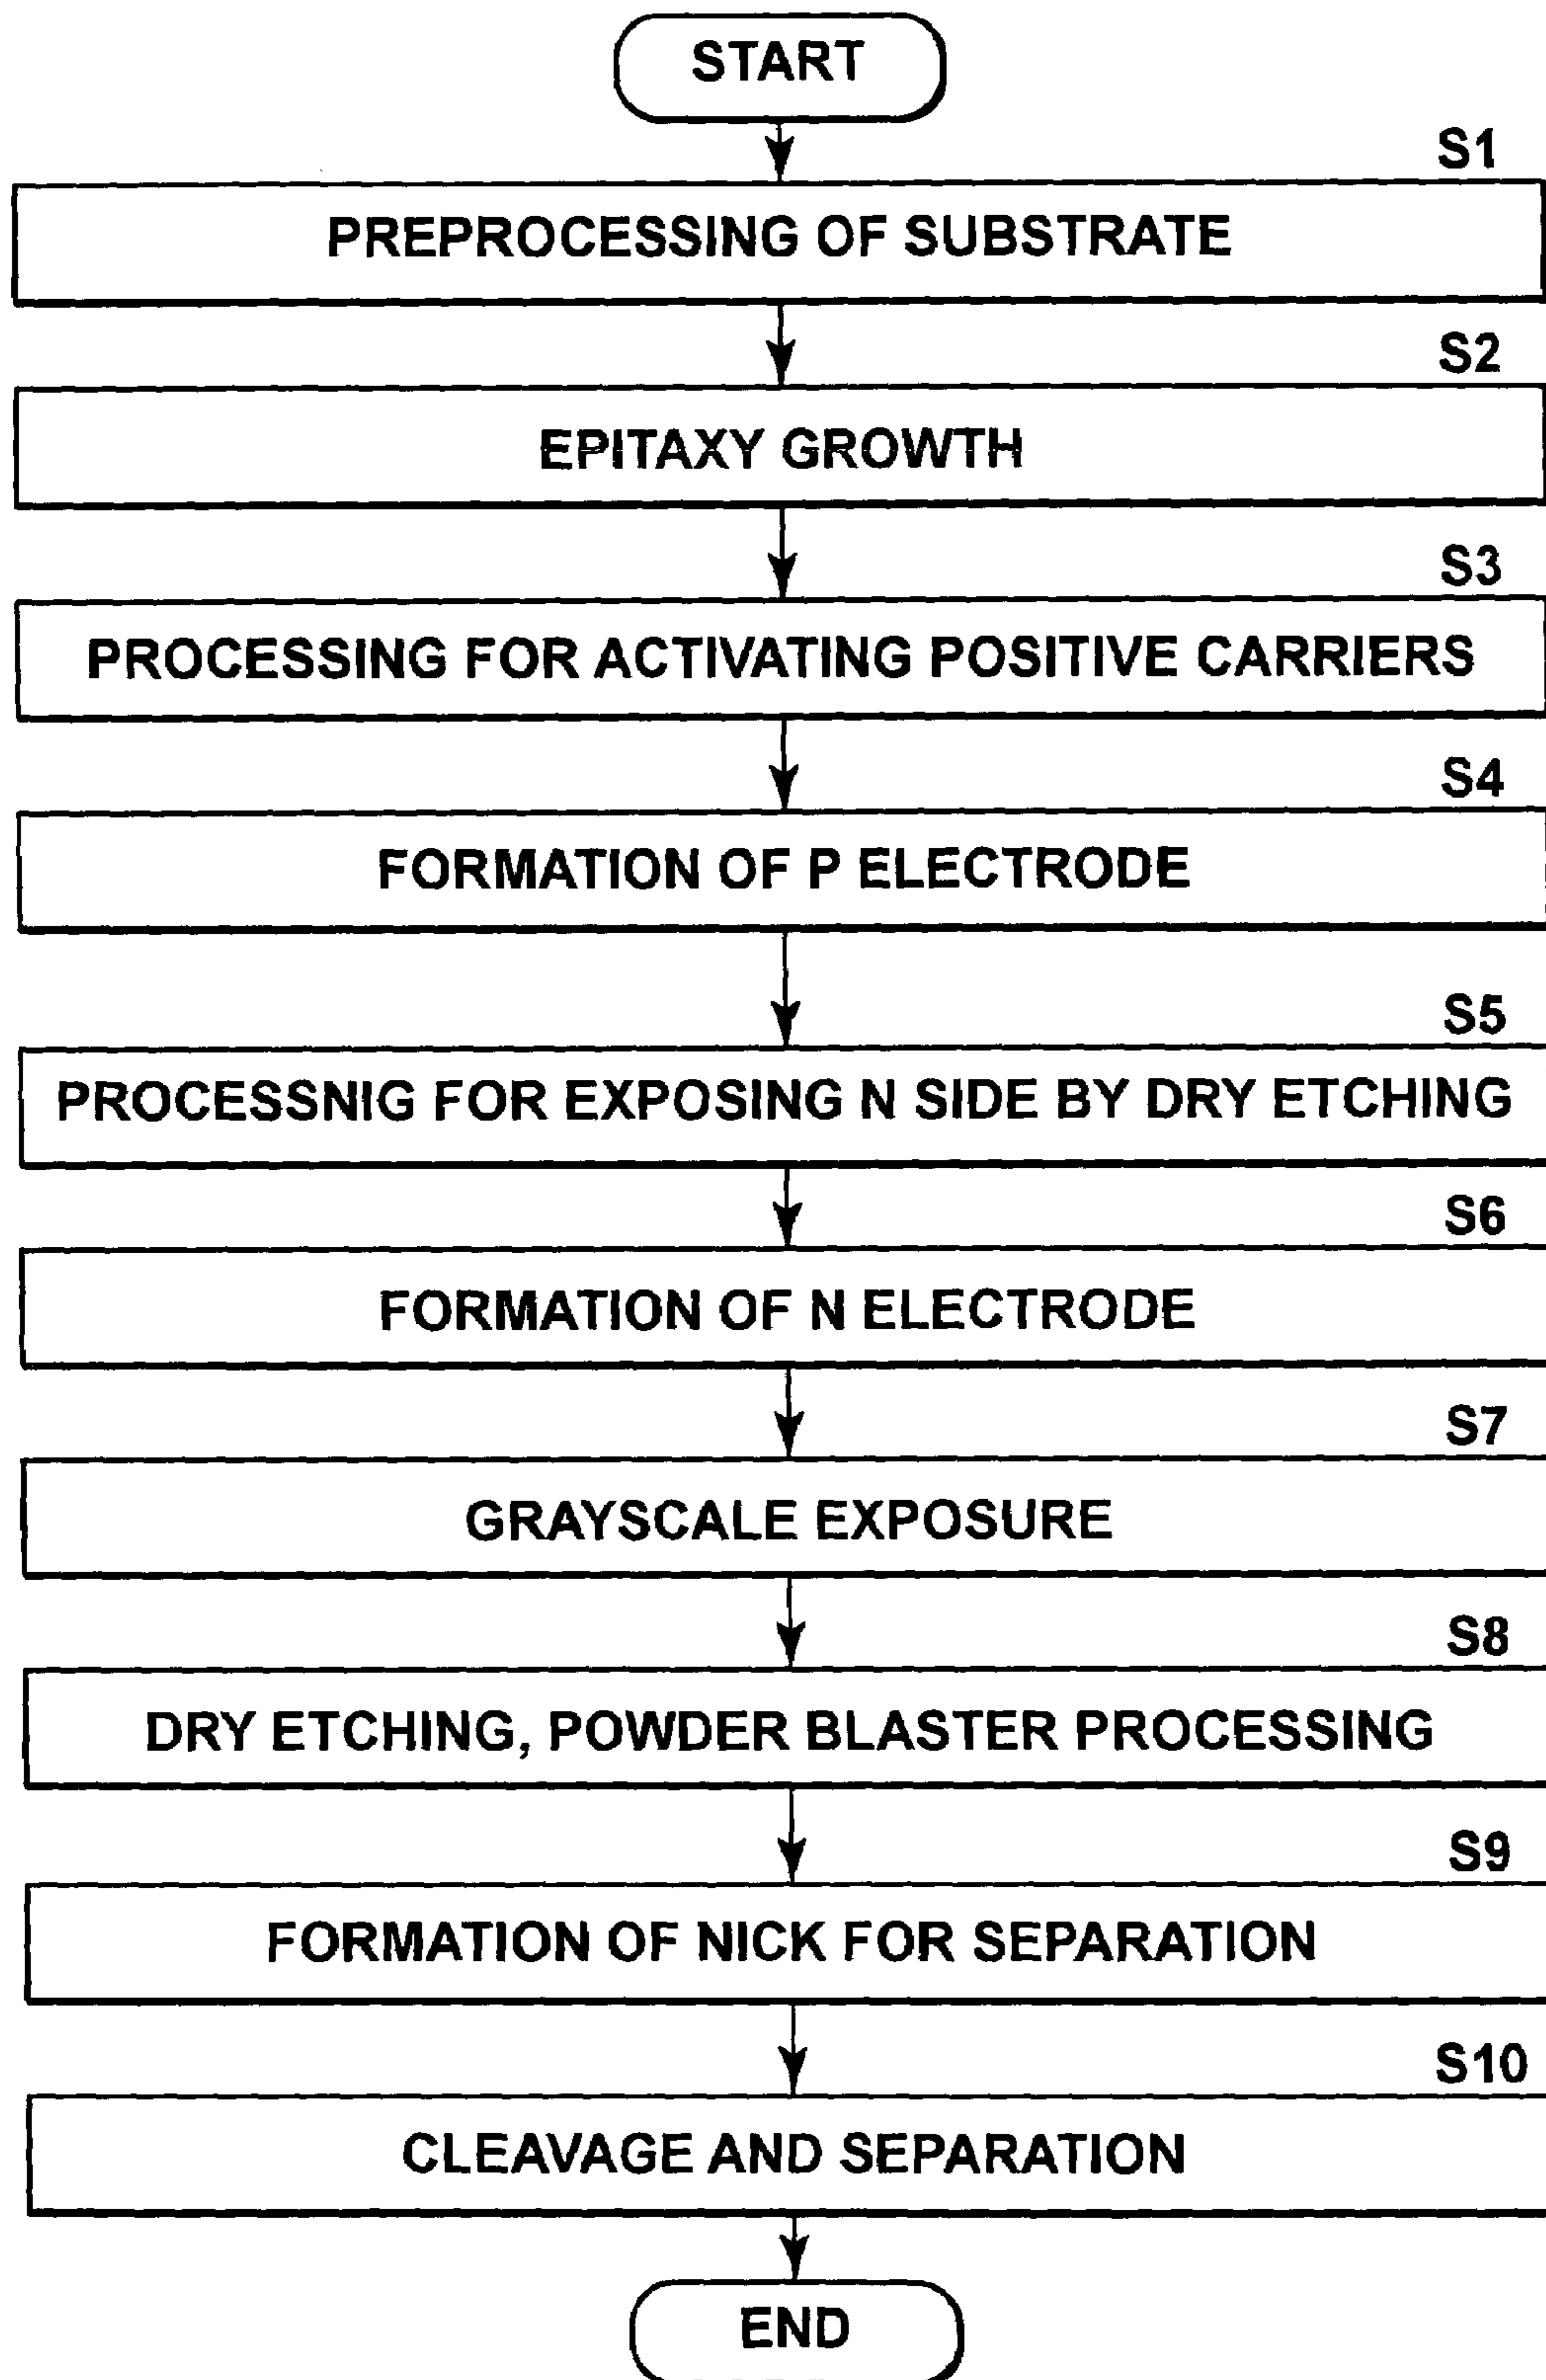 START
S1
PREPROCESSING OF SUBSTRATE
S2
EPITAXY GROWTH
S3
PROCESSING FOR ACTIVATING POSITIVE CARRIERS
S4
FORMATION OF P ELECTRODE
S5
PROCESSNIG FOR EXPOSING N SIDE BY DRY ETCHING
S6
FORMATION OF N ELECTRODE
S7
GRAYSCALE EXPOSURE
S8
DRY ETCHING, POWDER BLASTER PROCESSING
S9
FORMATION OF NICK FOR SEPARATION
S10
CLEAVAGE AND SEPARATION
END